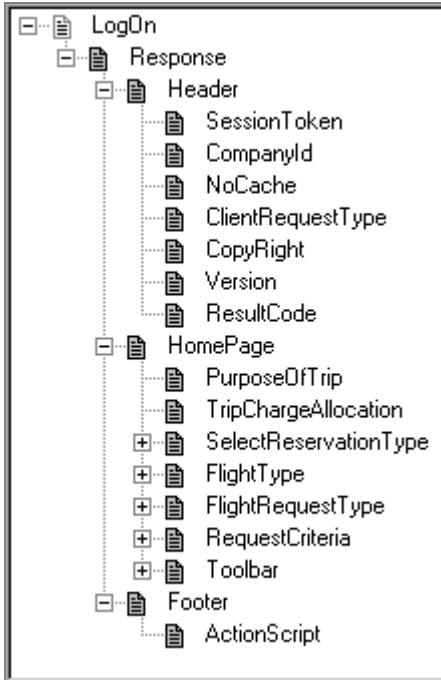 LogOn
Response
Header
SessionToken
CompanyId
NoCache
ClientRequestType
CopyRight
Version
ResultCode
HomePage
PurposeOfTrip
TripChargeAllocation
SelectReservationType
FlightType
FlightRequestType
RequestCriteria
Toolbar
Footer
ActionScript